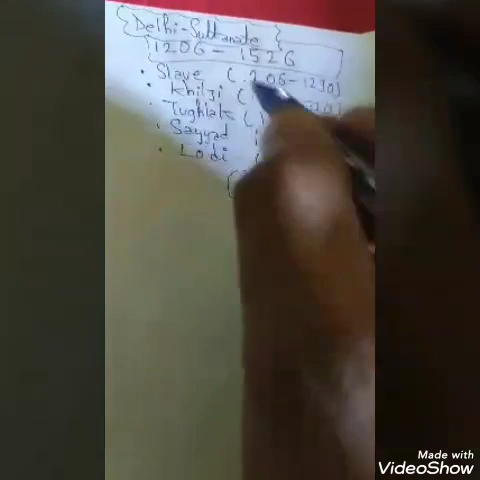 Delhi-Sultanate
1206 - 1526
• Slave (1206-1290)
• Khilji (
• Tughlak (
• Sayyad
• Lodi (
Made with
VideoShow